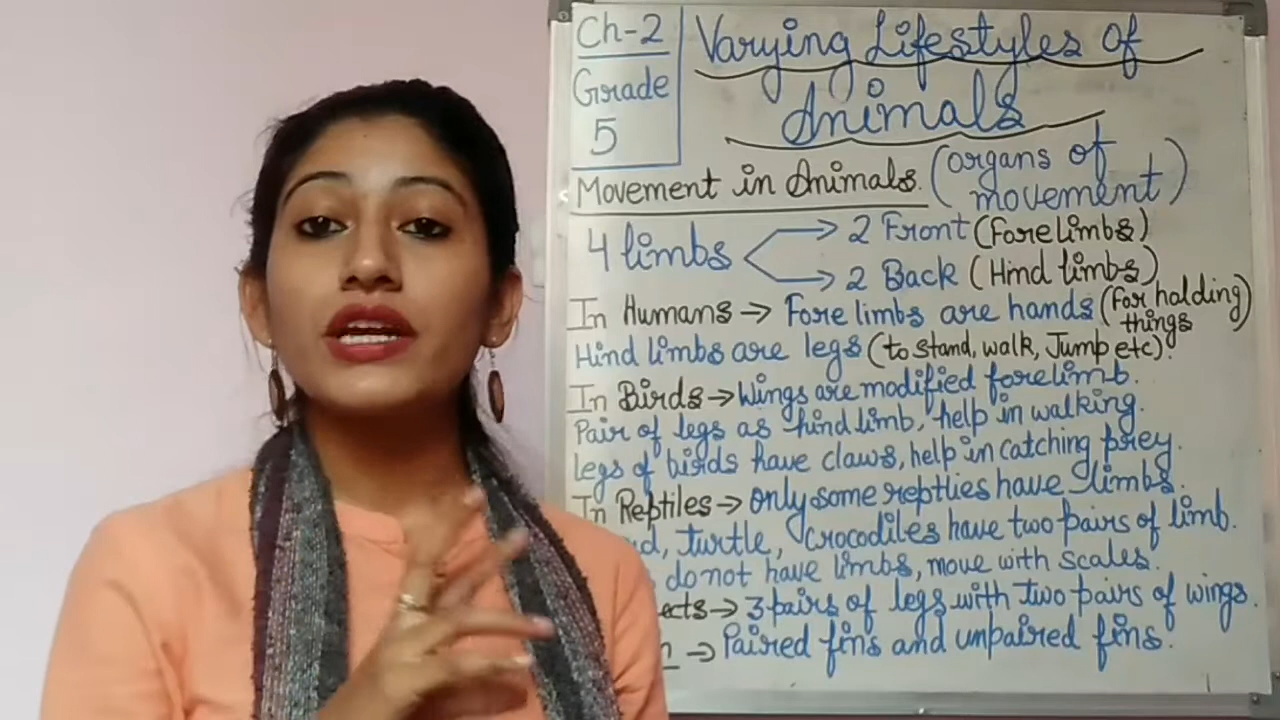 Ch-2
Grade
5
Varying Lifestyles of
Animals
Movement in Animals. (organs of
movement)
4 limbs → 2 Front (Forelimbs)
→ 2 Back (Hind limbs)
In Humans → Fore limbs are hands (for holding
things
Hind limbs are legs (to stand, walk, Jump etc).
In Birds → Wings are modified forelimb.
Pair of legs as hind limb, help in walking.
legs of birds have claws, help in catching prey.
In Reptiles → only some reptlies have limbs.
turtle, Crocodiles have two pairs of limb.
do not have limbs, move with scales.
→ 3 pairs of legs with two pairs of wings.
→ Paired fins and unpaired fins.